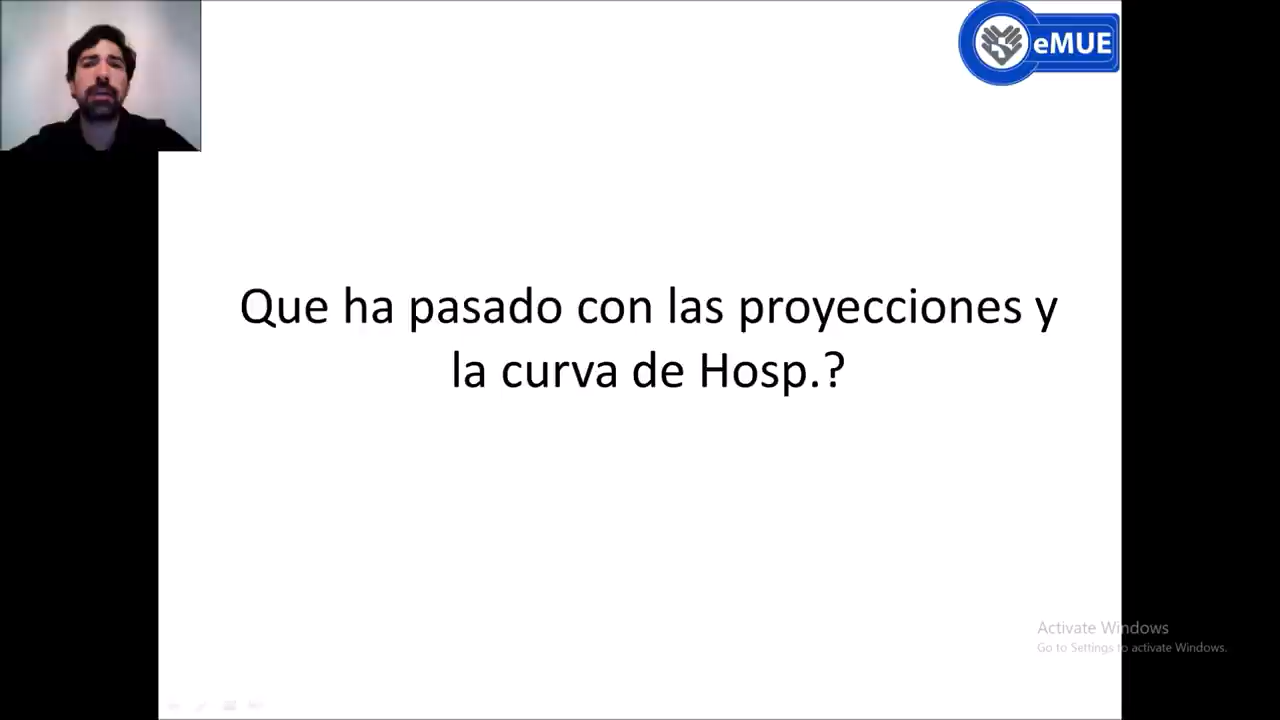 eMUE
Que ha pasado con las proyecciones y
la curva de Hosp.?
Activate Windows
Go to Settings to activate Windows.